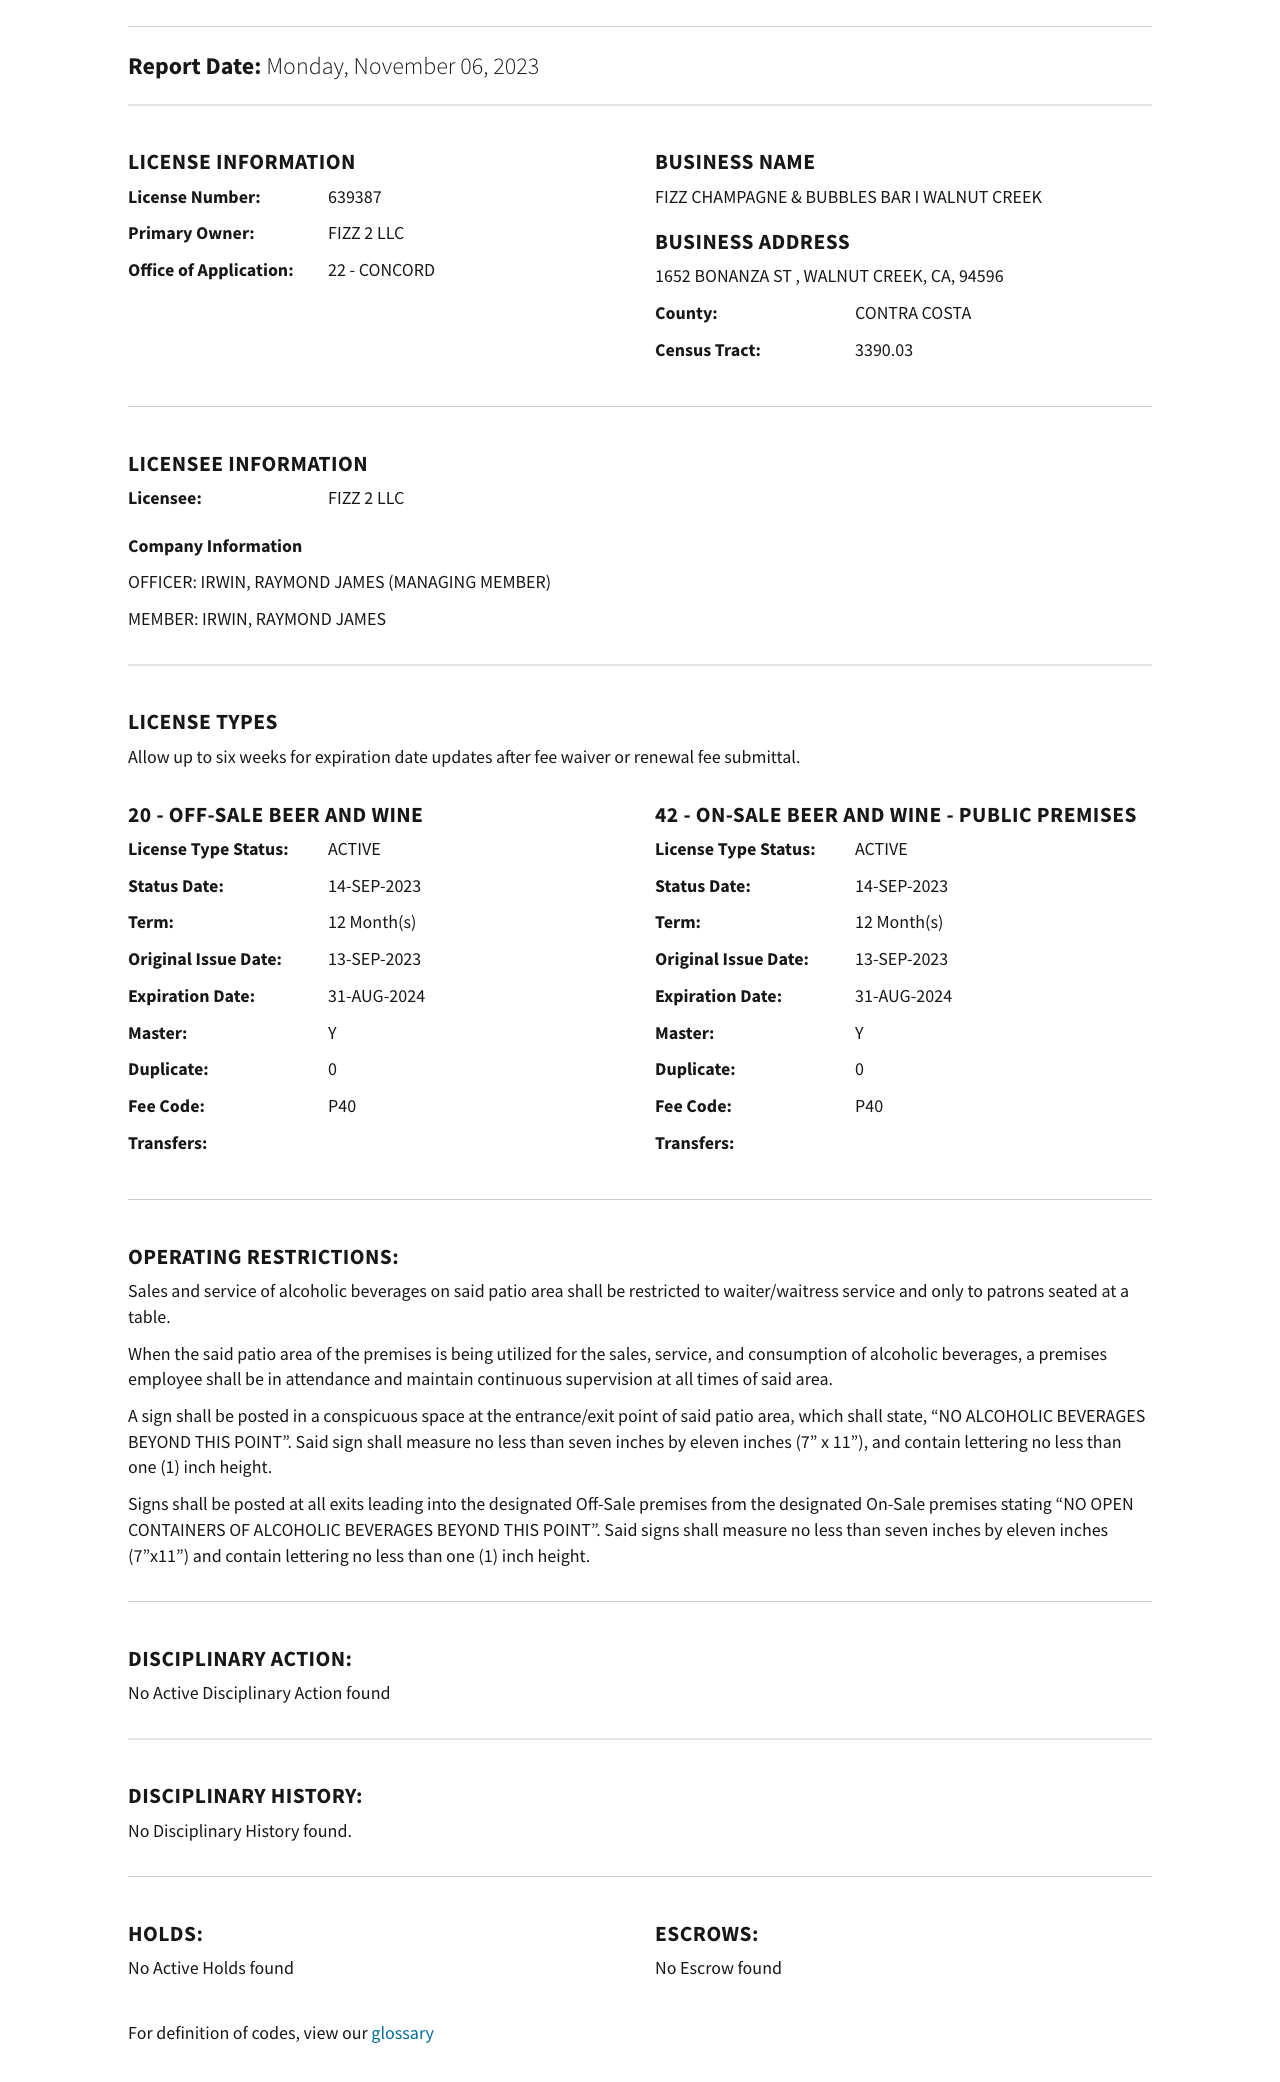 Report Date: Monday, November 06, 2023
LICENSE INFORMATION
License Number: 639387
Primary Owner: FIZZ 2 LLC
Office of Application: 22 - CONCORD
BUSINESS NAME
FIZZ CHAMPAGNE & BUBBLES BAR I WALNUT CREEK
BUSINESS ADDRESS
1652 BONANZA ST , WALNUT CREEK, CA, 94596
County: CONTRA COSTA
Census Tract: 3390.03
LICENSEE INFORMATION
Licensee: FIZZ 2 LLC
Company Information
OFFICER: IRWIN, RAYMOND JAMES (MANAGING MEMBER)
MEMBER: IRWIN, RAYMOND JAMES
LICENSE TYPES
Allow up to six weeks for expiration date updates after fee waiver or renewal fee submittal.
20 - OFF-SALE BEER AND WINE
License Type Status: ACTIVE
Status Date: 14-SEP-2023
Term: 12 Month(s)
Original Issue Date: 13-SEP-2023
Expiration Date: 31-AUG-2024
Master: Y
Duplicate: 0
Fee Code: P40
Transfers:
42 - ON-SALE BEER AND WINE - PUBLIC PREMISES
License Type Status: ACTIVE
Status Date: 14-SEP-2023
Term: 12 Month(s)
Original Issue Date: 13-SEP-2023
Expiration Date: 31-AUG-2024
Master: Y
Duplicate: 0
Fee Code: P40
Transfers:
OPERATING RESTRICTIONS:
Sales and service of alcoholic beverages on said patio area shall be restricted to waiter/waitress service and only to patrons seated at a
table.
When the said patio area of the premises is being utilized for the sales, service, and consumption of alcoholic beverages, a premises
employee shall be in attendance and maintain continuous supervision at all times of said area.
A sign shall be posted in a conspicuous space at the entrance/exit point of said patio area, which shall state, “NO ALCOHOLIC BEVERAGES
BEYOND THIS POINT”. Said sign shall measure no less than seven inches by eleven inches (7” x 11”), and contain lettering no less than
one (1) inch height.
Signs shall be posted at all exits leading into the designated Off-Sale premises from the designated On-Sale premises stating “NO OPEN
CONTAINERS OF ALCOHOLIC BEVERAGES BEYOND THIS POINT”. Said signs shall measure no less than seven inches by eleven inches
(7”x11”) and contain lettering no less than one (1) inch height.
DISCIPLINARY ACTION:
No Active Disciplinary Action found
DISCIPLINARY HISTORY:
No Disciplinary History found.
HOLDS:
No Active Holds found
ESCROWS:
No Escrow found
For definition of codes, view our glossary